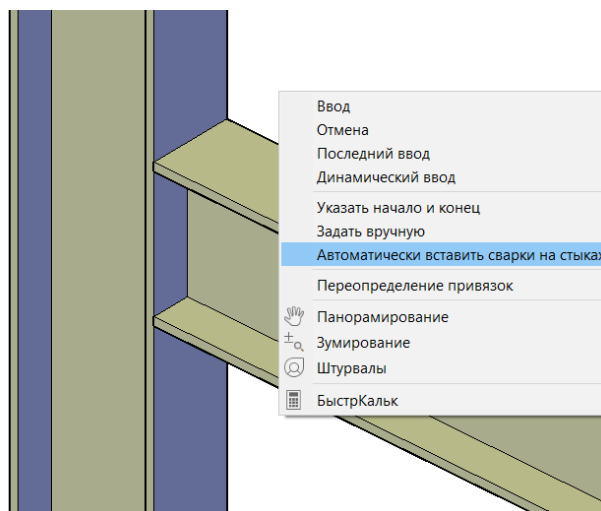 Ввод
Отмена
Последний ввод
Динамический ввод
Указать начало и конец
Задать вручную
Автоматически вставить сварки на стыках
Переопределение привязок
Панорамирование
Зумирование
Штурвалы
БыстрКальк